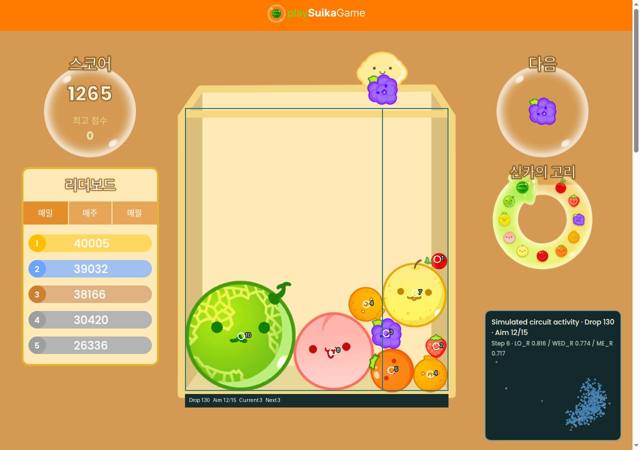 playSuikaGame
스코어
1265
최고 점수
0
리더보드
매일 매주 매월
1 40005
2 39032
3 38166
4 30420
5 26336
다음
신카의 고리
Simulated circuit activity · Drop 130
· Aim 12/15
Step 6 · LO_R 0.816 / WED_R 0.774 / ME_R
0.717
Drop 130 Aim 12/15 Current 3 Next 3